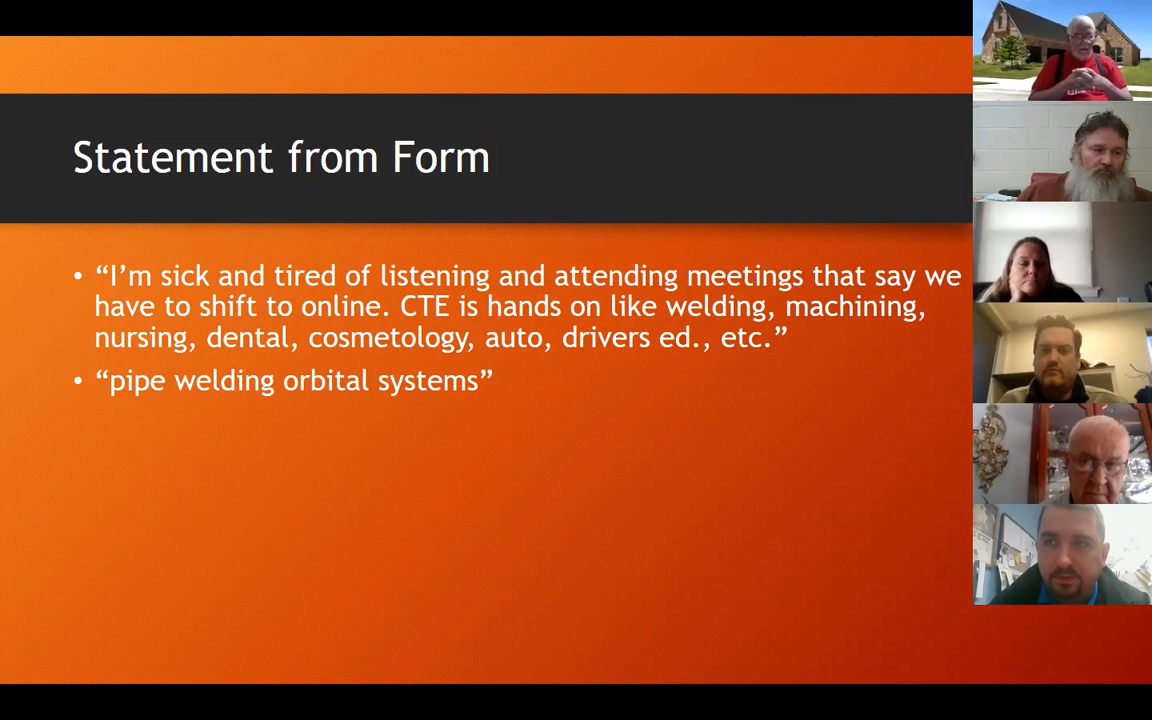 Statement from Form
• “I’m sick and tired of listening and attending meetings that say we
have to shift to online. CTE is hands on like welding, machining,
nursing, dental, cosmetology, auto, drivers ed., etc.”
• “pipe welding orbital systems”